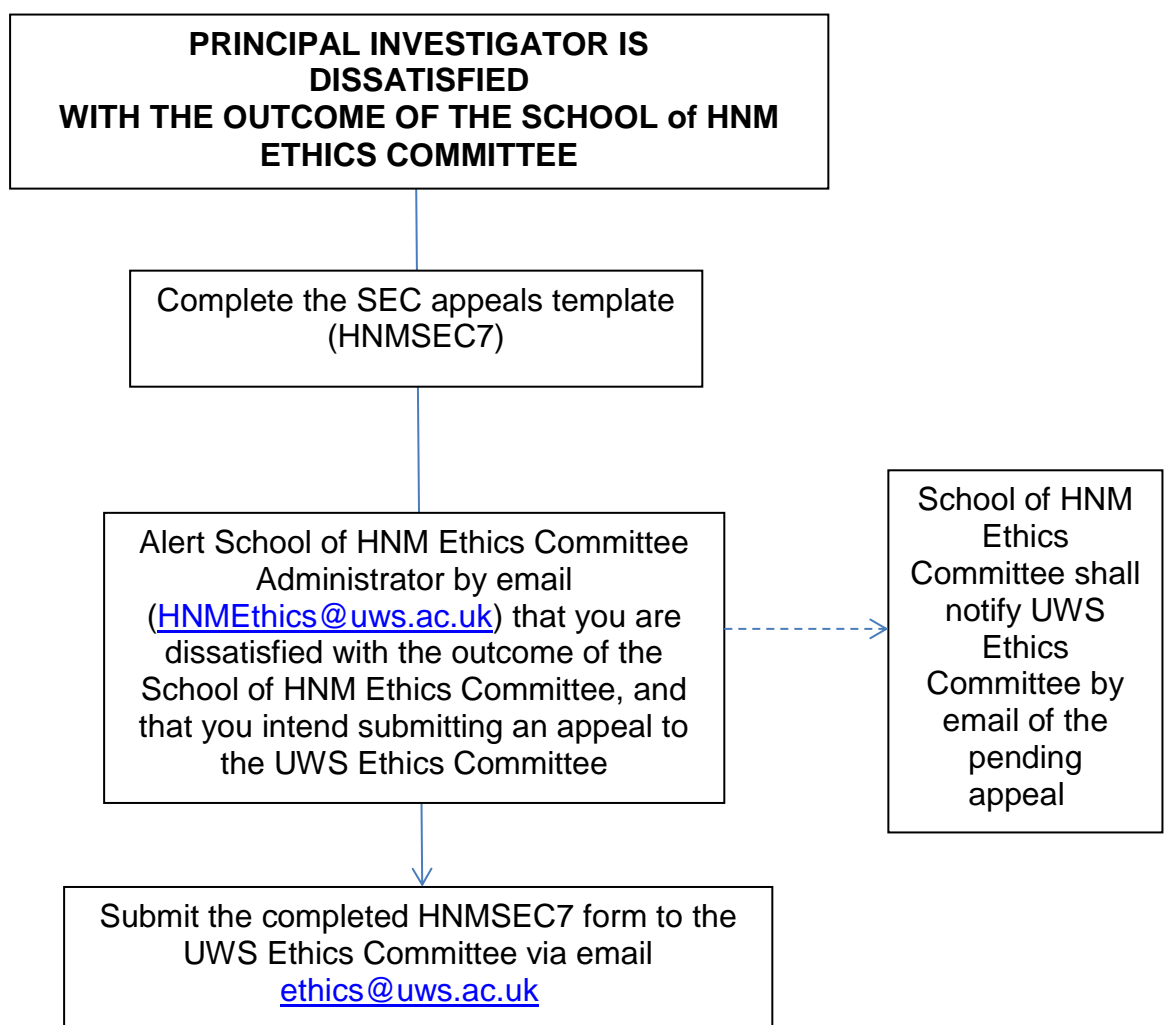 PRINCIPAL INVESTIGATOR IS
DISSATISFIED
WITH THE OUTCOME OF THE SCHOOL of HNM
ETHICS COMMITTEE
Complete the SEC appeals template
(HNMSEC7)
Alert School of HNM Ethics Committee
Administrator by email
(HNMEthics@uws.ac.uk) that you are
dissatisfied with the outcome of the
School of HNM Ethics Committee, and
that you intend submitting an appeal to
the UWS Ethics Committee
School of HNM
Ethics
Committee shall
notify UWS
Ethics
Committee by
email of the
pending
appeal
Submit the completed HNMSEC7 form to the
UWS Ethics Committee via email
ethics@uws.ac.uk